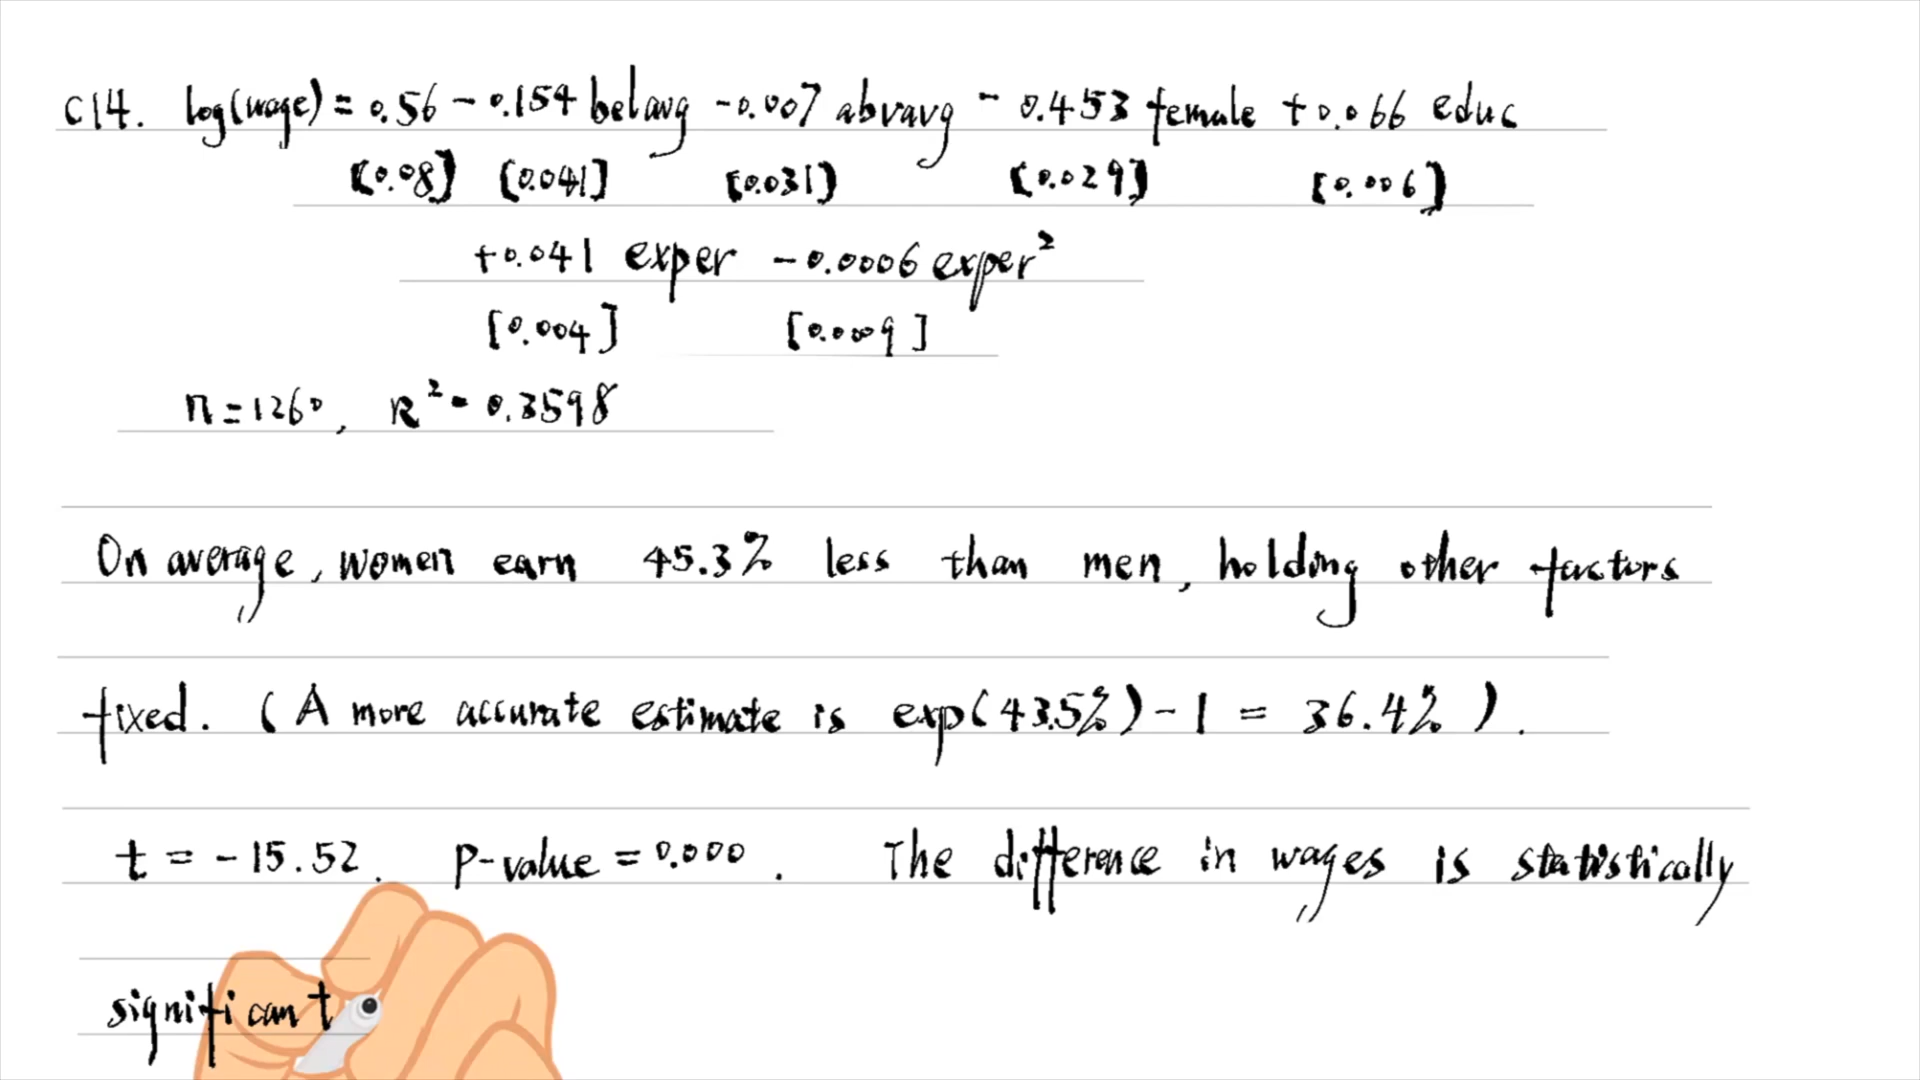 C14. log(wage) = 0.56 - 0.154 belavg - 0.007 abvavg - 0.453 female + 0.066 educ
[0.08] [0.041] [0.031] [0.029] [0.006]
+0.041 exper - 0.0006 exper²
[0.004] [0.0009]
n = 1260, R² = 0.3598
On average, women earn 45.3% less than men, holding other factors
fixed. (A more accurate estimate is exp(43.5%) - 1 = 36.4%).
t = -15.52. P-value = 0.000. The difference in wages is statistically
significant